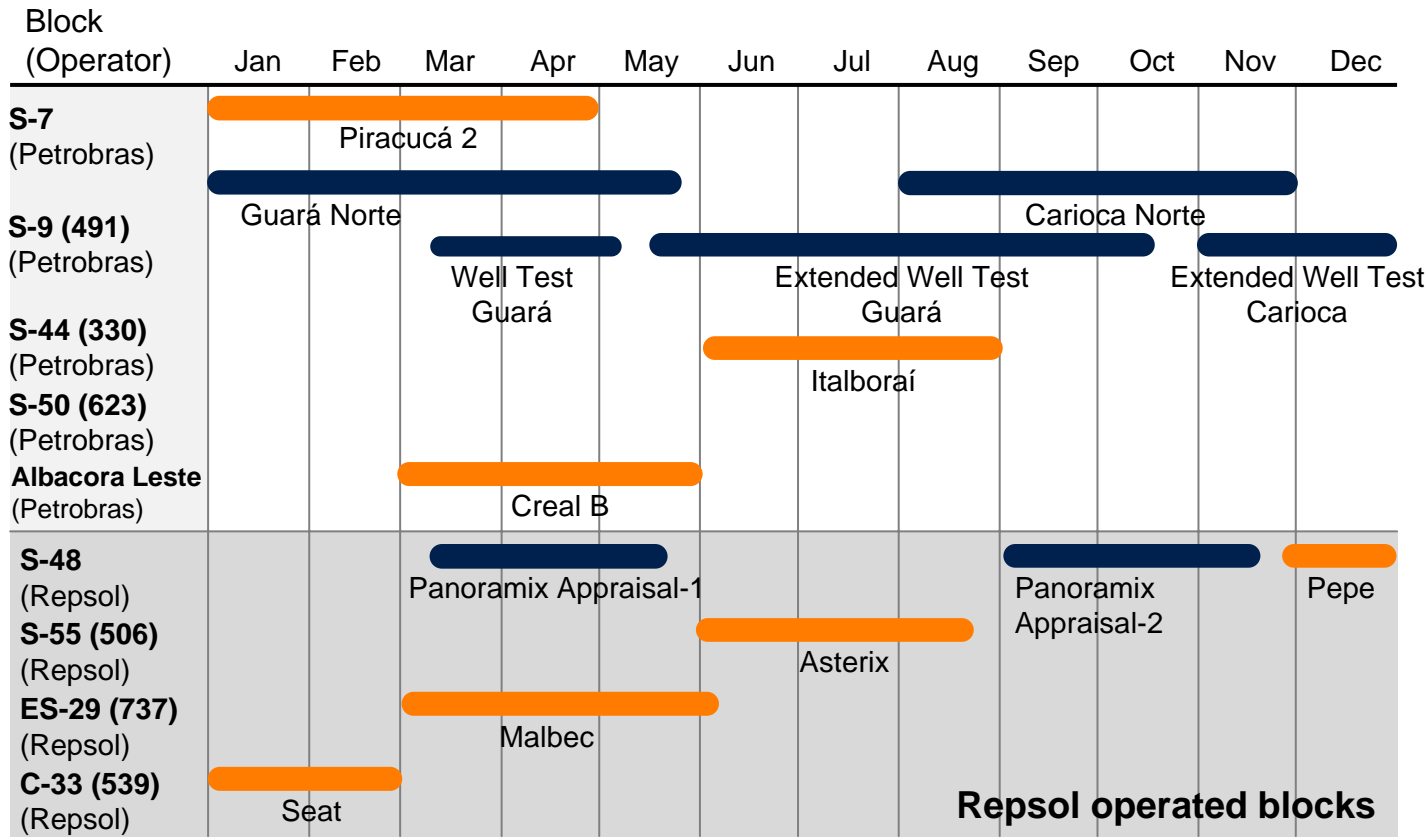 Block
(Operator) Jan Feb Mar Apr May Jun Jul Aug Sep Oct Nov Dec
S-7
(Petrobras)
Piracucá 2
Guará Norte
Carioca Norte
S-9 (491)
(Petrobras)
Well Test
Guará
Extended Well Test
Guará
Extended Well Test
Carioca
S-44 (330)
(Petrobras)
Italboraí
S-50 (623)
(Petrobras)
Albacora Leste
(Petrobras)
Creal B
S-48
(Repsol)
Panoramix Appraisal-1
Panoramix
Appraisal-2
Pepe
S-55 (506)
(Repsol)
Asterix
ES-29 (737)
(Repsol)
Malbec
C-33 (539)
(Repsol)
Seat
Repsol operated blocks